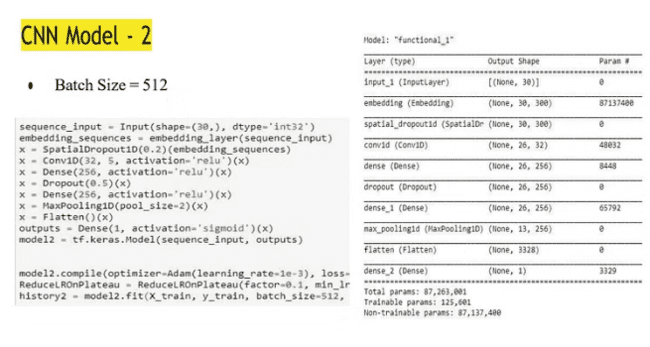 CNN Model - 2
• Batch Size = 512
sequence_input = Input(shape=(30,), dtype='int32')
embedding_sequences = embedding_layer(sequence_input)
x = SpatialDropout1D(0.2)(embedding_sequences)
x = Conv1D(32, 5, activation='relu')(x)
x = Dense(256, activation='relu')(x)
x = Dropout(0.5)(x)
x = Dense(256, activation='relu')(x)
x = MaxPooling1D(pool_size=2)(x)
x = Flatten()(x)
outputs = Dense(1, activation='sigmoid')(x)
model2 = tf.keras.Model(sequence_input, outputs)
model2.compile(optimizer=Adam(learning_rate=1e-3), loss=
ReduceLROnPlateau = ReduceLROnPlateau(factor=0.1, min_lr
history2 = model2.fit(X_train, y_train, batch_size=512,
Model: "functional_1"
Layer (type) Output Shape Param #
input_1 (InputLayer) [(None, 30)] 0
embedding (Embedding) (None, 30, 300) 87137400
spatial_dropout1d (SpatialDr (None, 30, 300) 0
conv1d (Conv1D) (None, 26, 32) 48032
dense (Dense) (None, 26, 256) 8448
dropout (Dropout) (None, 26, 256) 0
dense_1 (Dense) (None, 26, 256) 65792
max_pooling1d (MaxPooling1D) (None, 13, 256) 0
flatten (Flatten) (None, 3328) 0
dense_2 (Dense) (None, 1) 3329
Total params: 87,263,001
Trainable params: 125,601
Non-trainable params: 87,137,400